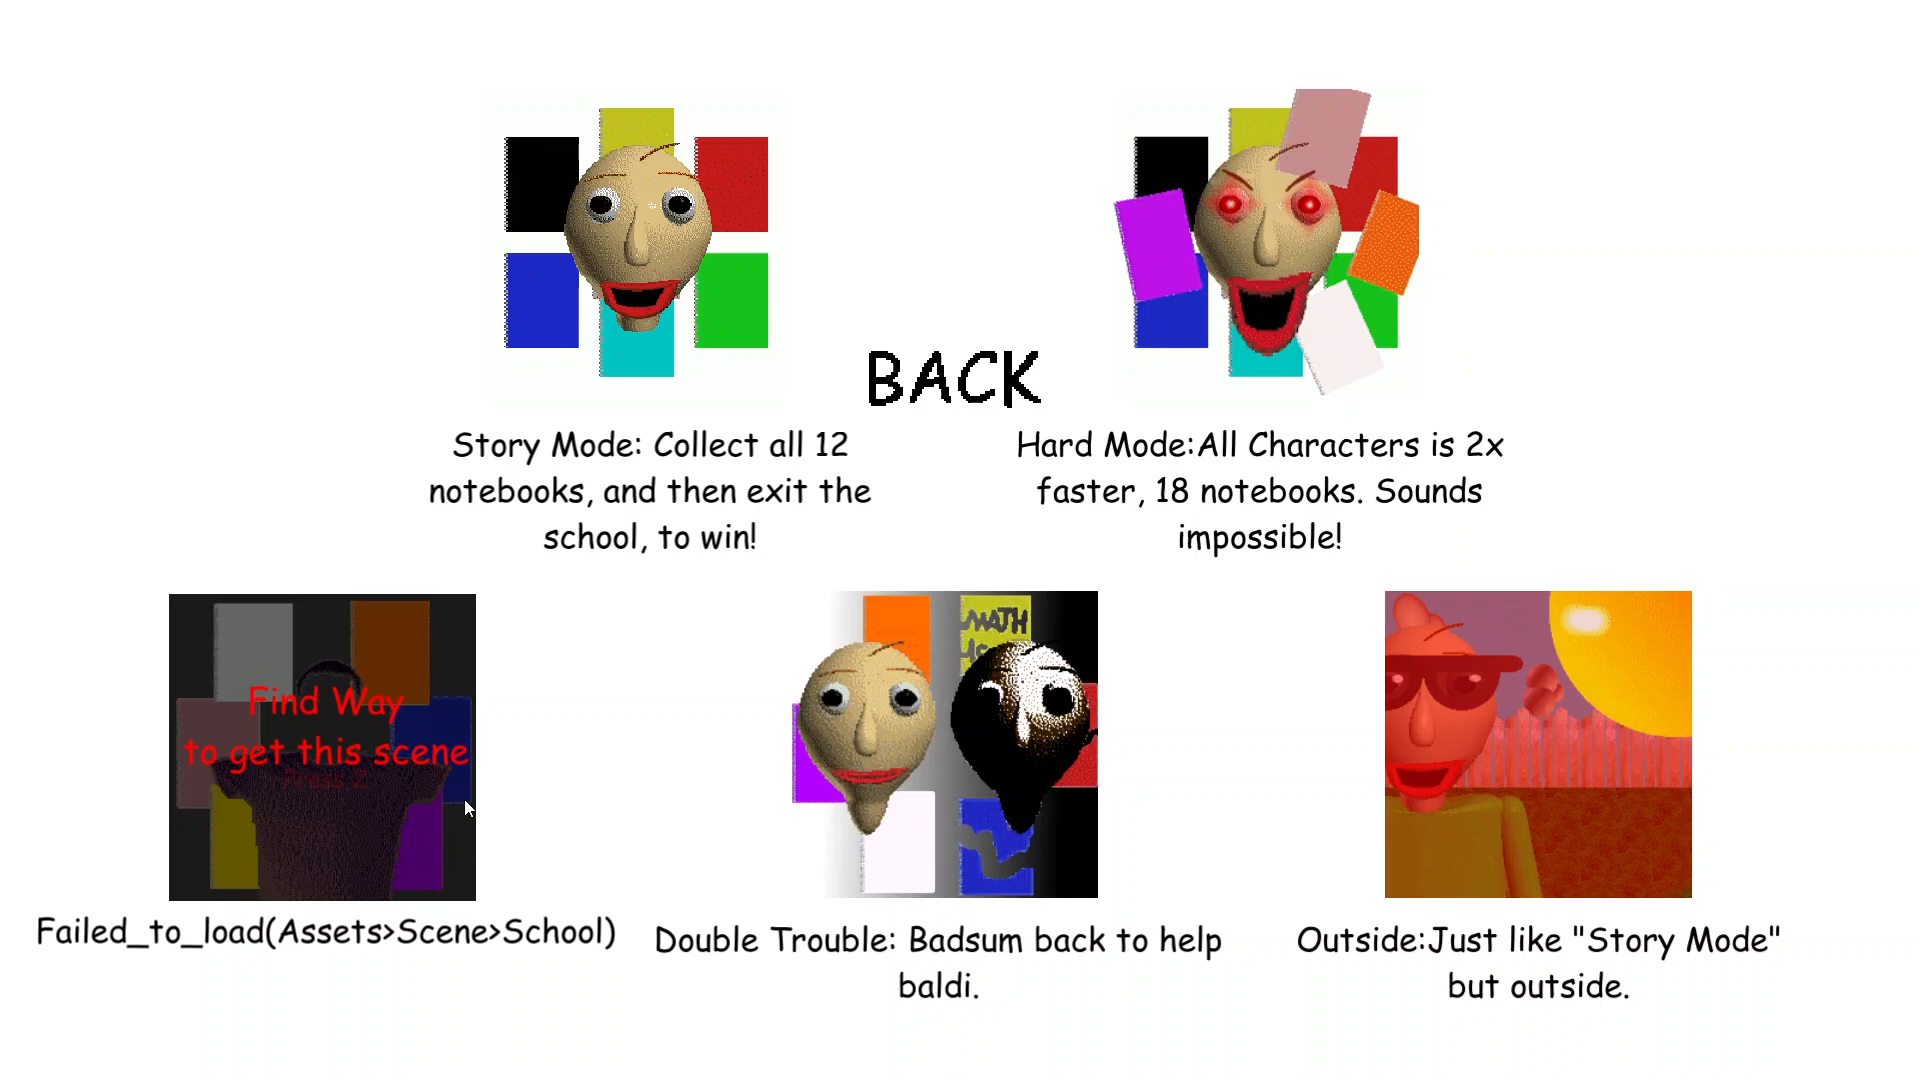 BACK
Story Mode: Collect all 12
notebooks, and then exit the
school, to win!
Hard Mode:All Characters is 2x
faster, 18 notebooks. Sounds
impossible!
Find Way
to get this scene
Failed_to_load(Assets>Scene>School)
MATH
Double Trouble: Badsum back to help
baldi.
Outside:Just like "Story Mode"
but outside.